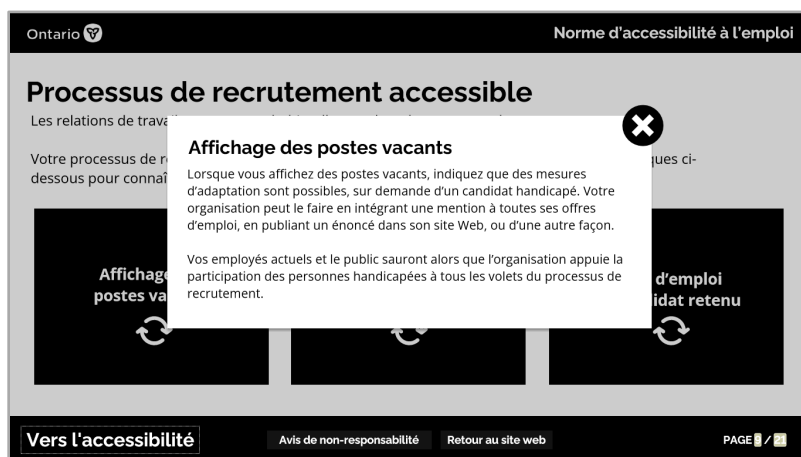 Ontario
Norme d'accessibilité à l'emploi
Processus de recrutement accessible
Les relations de
Votre processus de
ques ci-
dessous pour
Affichage des postes vacants
Lorsque vous affichez des postes vacants, indiquez que des mesures
d'adaptation sont possibles, sur demande d'un candidat handicapé. Votre
organisation peut le faire en intégrant une mention à toutes ses offres
d'emploi, en publiant un énoncé dans son site Web, ou d'une autre façon.
Vos employés actuels et le public sauront alors que l'organisation appuie la
participation des personnes handicapées à tous les volets du processus de
recrutement.
Affichage
postes va
d'emploi
idat retenu
Vers l'accessibilité
Avis de non-responsabilité
Retour au site web
PAGE 9 / 21